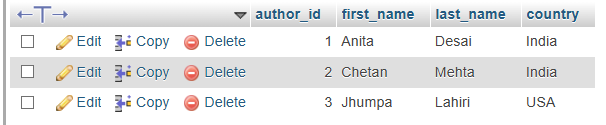 author_id first_name last_name country
Edit Copy Delete 1 Anita Desai India
Edit Copy Delete 2 Chetan Mehta India
Edit Copy Delete 3 Jhumpa Lahiri USA